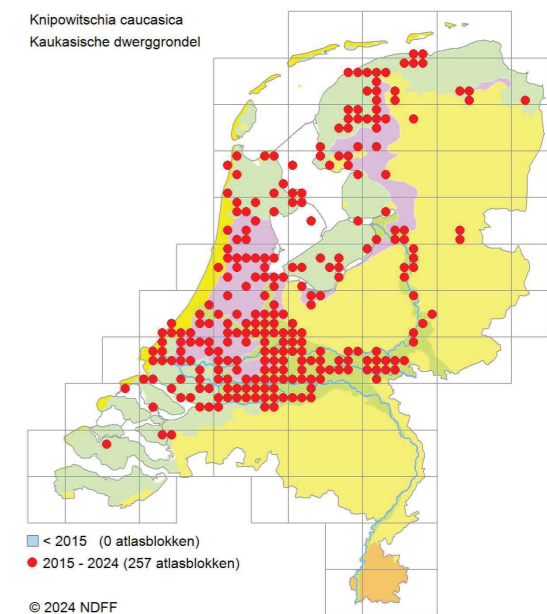 Knipowitschia caucasica
Kaukasische dwerggrondel
< 2015 (0 atlasblokken)
2015 - 2024 (257 atlasblokken)
© 2024 NDFF